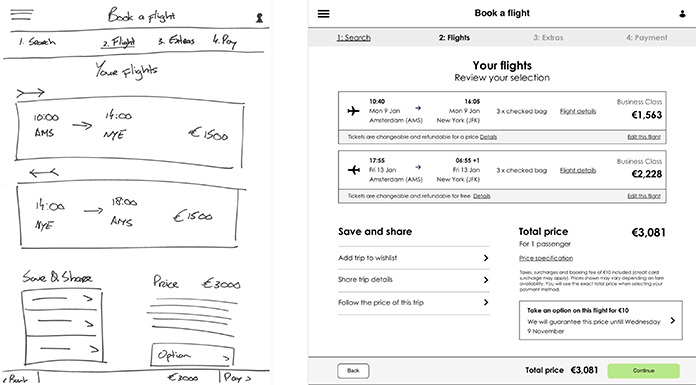 Book a flight
1. Search 2. Flight 3. Extras 4. Pay
Your Flights
10:00 14:00
AMS NYE €1500
14:00 18:00
NYE AMS €1500
Save & Share
Price €3000
Option >
< Back €3000 Pay >
Book a flight
1: Search 2: Flights 3: Extras 4: Payment
Your flights
Review your selection
10:40 16:05 Business Class
Mon 9 Jan Mon 9 Jan 3 x checked bag Flight details €1,563
Amsterdam (AMS) New York (JFK)
Tickets are changeable and refundable for a price Details Edit this flight
17:55 06:55 +1 Business Class
Fri 13 Jan Fri 13 Jan 3 x checked bag Flight details €2,228
Amsterdam (AMS) New York (JFK)
Tickets are changeable and refundable for free Details Edit this flight
Save and share
Add trip to wishlist
Share trip details
Follow the price of this trip
Total price €3,081
For 1 passenger
Price specification
Taxes, surcharges and booking fee of €10 included (credit card
surcharge may apply). Prices shown may vary depending on fare
availability. You will see the exact total price when selecting your
payment method.
Take an option on this flight for €10
We will guarantee this price untill Wednesday
9 November
Back Total price €3,081 Continue